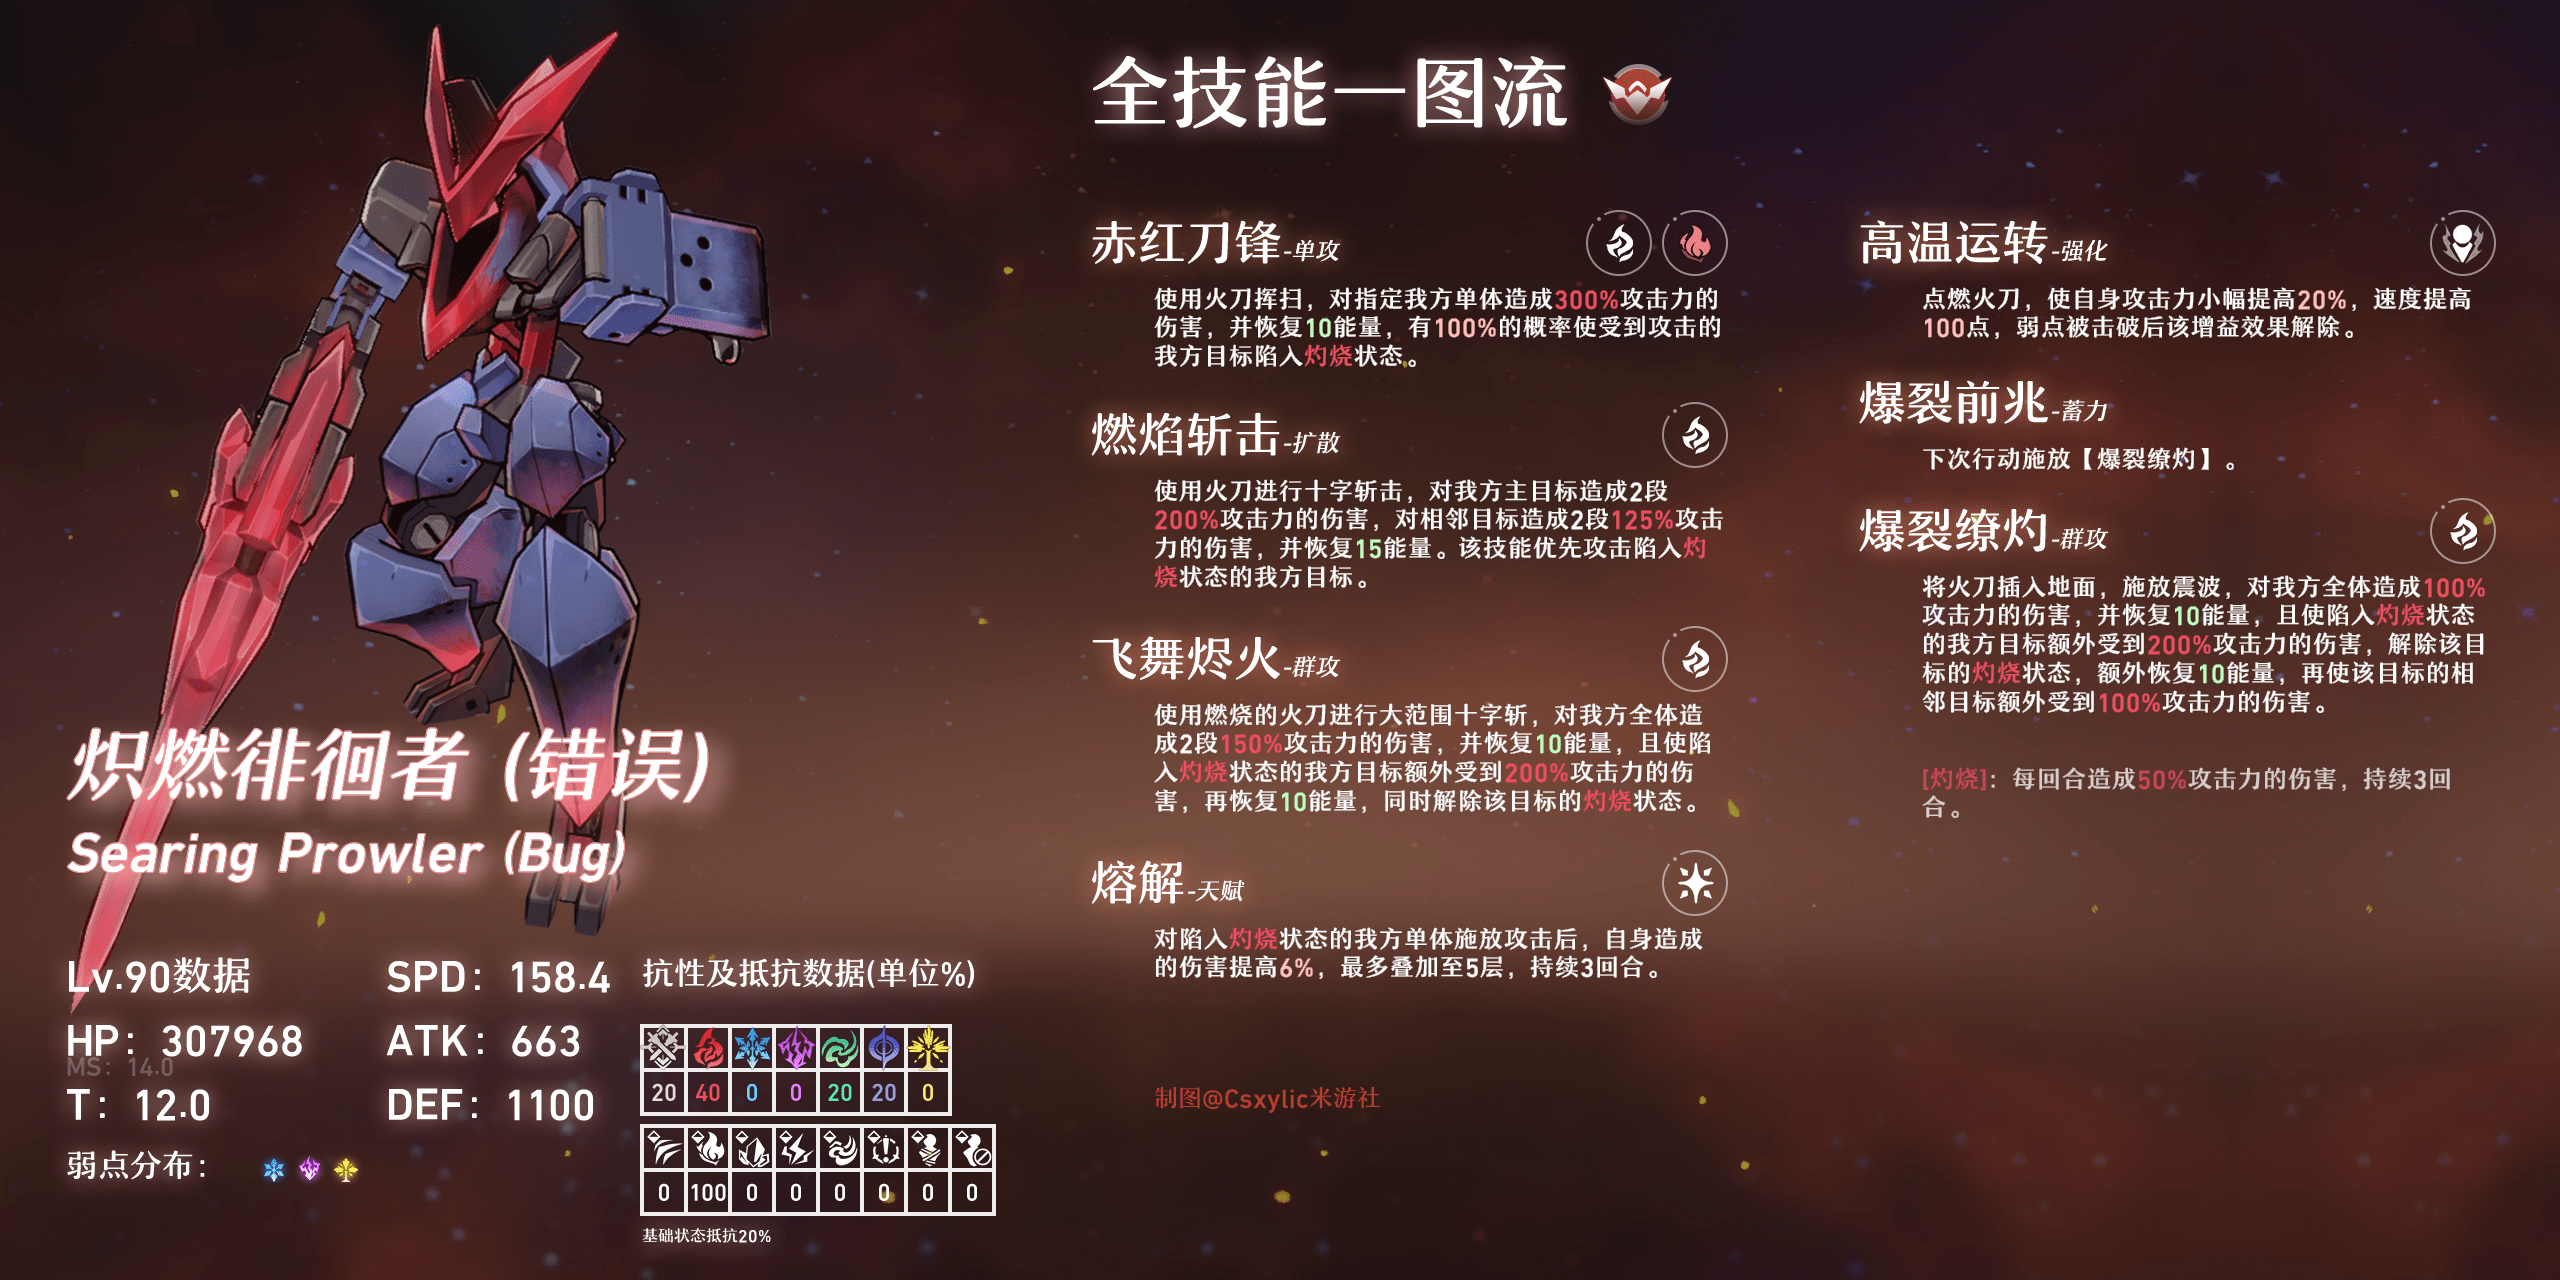 全技能一图流
赤红刀锋-单攻
使用火刀挥扫，对指定我方单体造成300%攻击力的
伤害，并恢复10能量，有100%的概率使受到攻击的
我方目标陷入灼烧状态。
燃焰斩击-扩散
使用火刀进行十字斩击，对我方主目标造成2段
200%攻击力的伤害，对相邻目标造成2段125%攻击
力的伤害，并恢复15能量。该技能优先攻击陷入灼
烧状态的我方目标。
飞舞烬火-群攻
使用燃烧的火刀进行大范围十字斩，对我方全体造
成2段150%攻击力的伤害，并恢复10能量，且使陷
入灼烧状态的我方目标额外受到200%攻击力的伤
害，再恢复10能量，同时解除该目标的灼烧状态。
熔解-天赋
对陷入灼烧状态的我方单体施放攻击后，自身造成
的伤害提高6%，最多叠加至5层，持续3回合。
制图@Csxylic米游社
高温运转-强化
点燃火刀，使自身攻击力小幅提高20%，速度提高
100点，弱点被击破后该增益效果解除。
爆裂前兆-蓄力
下次行动施放【爆裂缭灼】。
爆裂缭灼-群攻
将火刀插入地面，施放震波，对我方全体造成100%
攻击力的伤害，并恢复10能量，且使陷入灼烧状态
的我方目标额外受到200%攻击力的伤害，解除该目
标的灼烧状态，额外恢复10能量，再使该目标的相
邻目标额外受到100%攻击力的伤害。
[灼烧]：每回合造成50%攻击力的伤害，持续3回
合。
炽燃徘徊者 (错误)
Searing Prowler (Bug)
Lv.90数据
SPD：158.4
HP：307968
ATK：663
MS：14.0
T：12.0
DEF：1100
弱点分布：
抗性及抵抗数据(单位%)
20 40 0 0 20 20 0
0 100 0 0 0 0 0 0
基础状态抵抗20%